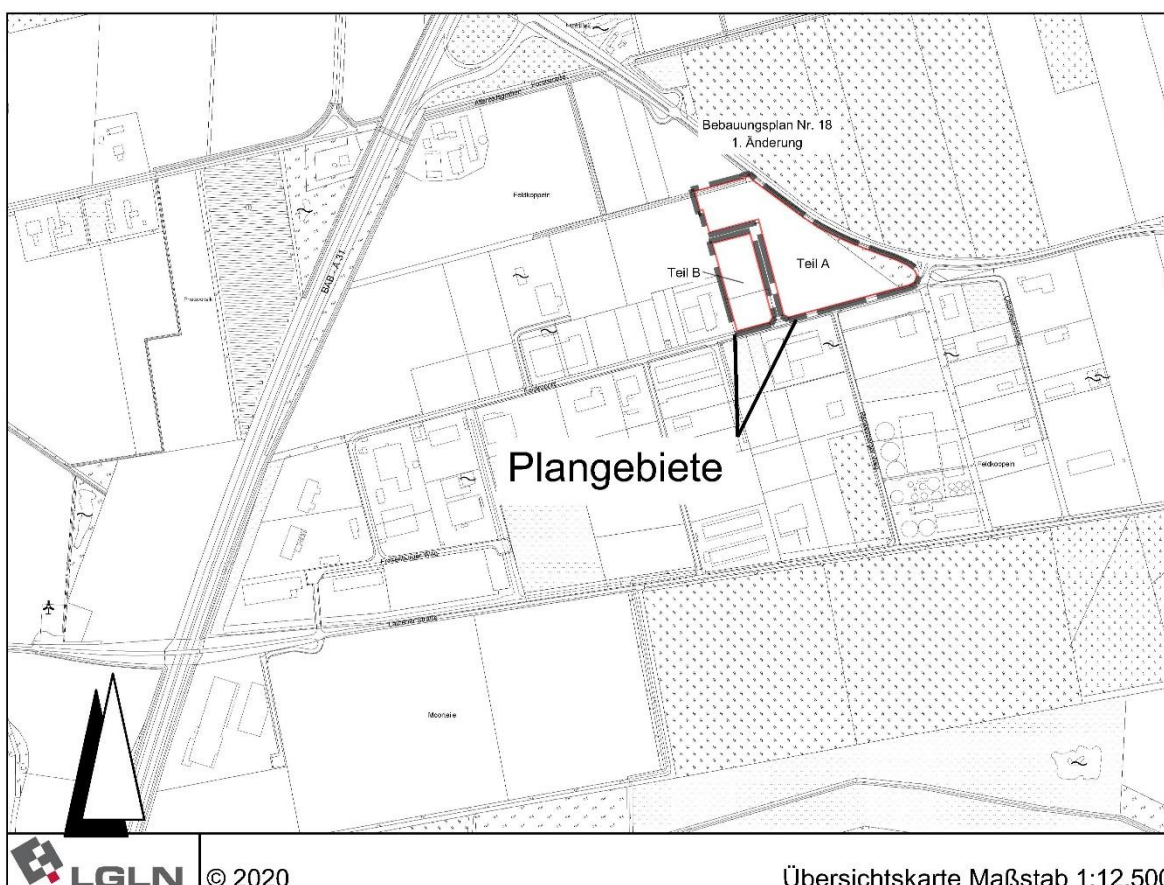 Bebauungsplan Nr. 18
1. Änderung
Feldkoppeln
BAB - A 31
Teil B
Teil A
Plangebiete
Feldkoppeln
LGLN
© 2020
Übersichtskarte Maßstab 1:12.500